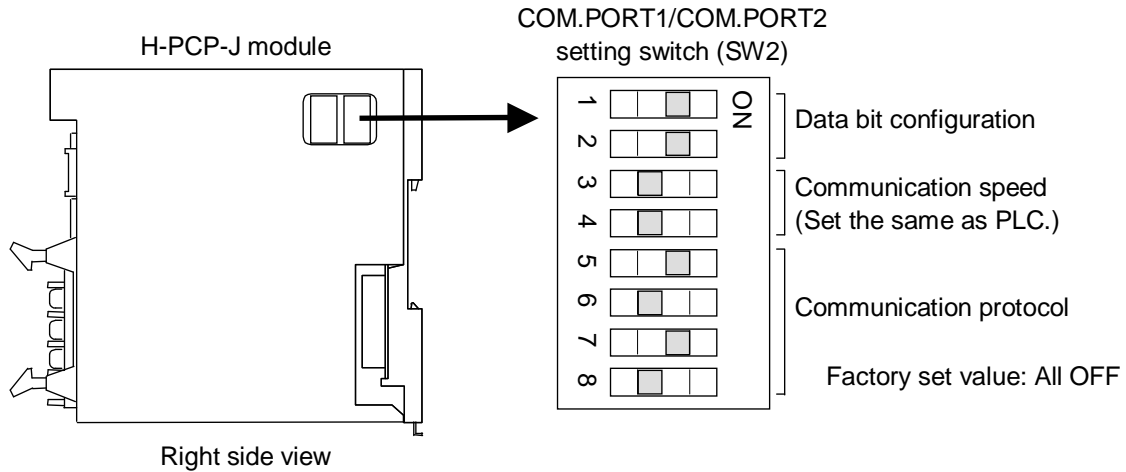 COM.PORT1/COM.PORT2
setting switch (SW2)
H-PCP-J module
ON
1
2
3
4
5
6
7
8
Data bit configuration
Communication speed
(Set the same as PLC.)
Communication protocol
Factory set value: All OFF
Right side view